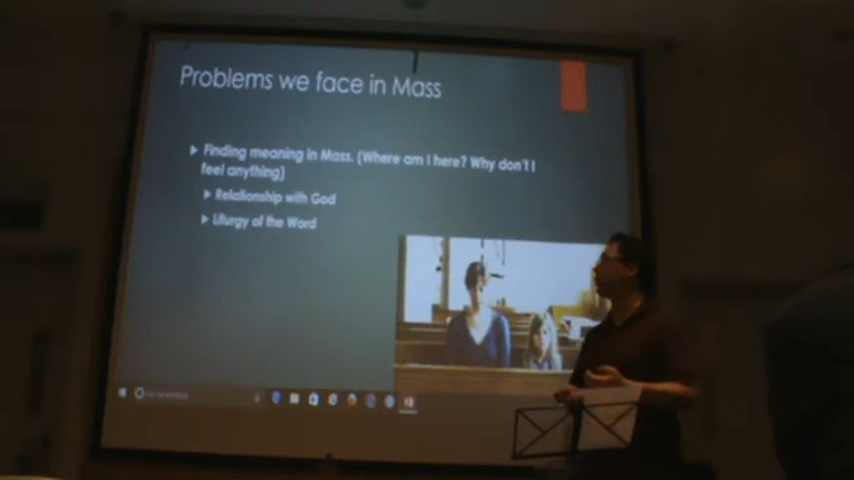 Problems we face in Mass
Finding meaning in Mass. (Where am I here? Why don't I
feel anything)
Relationship with God
Liturgy of the Word